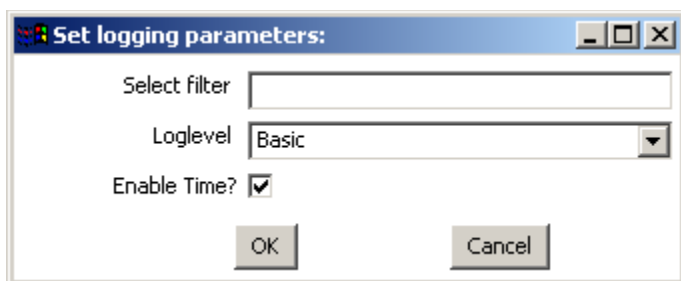 Set logging parameters:
Select filter
Loglevel Basic
Enable Time?
OK Cancel